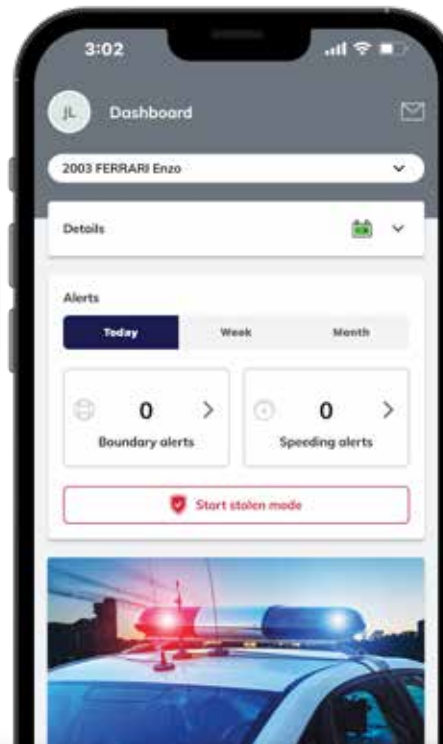 3:02
JL Dashboard
2003 FERRARI Enzo
Details
Alerts
Today Week Month
0 0
Boundary alerts Speeding alerts
Start stolen mode